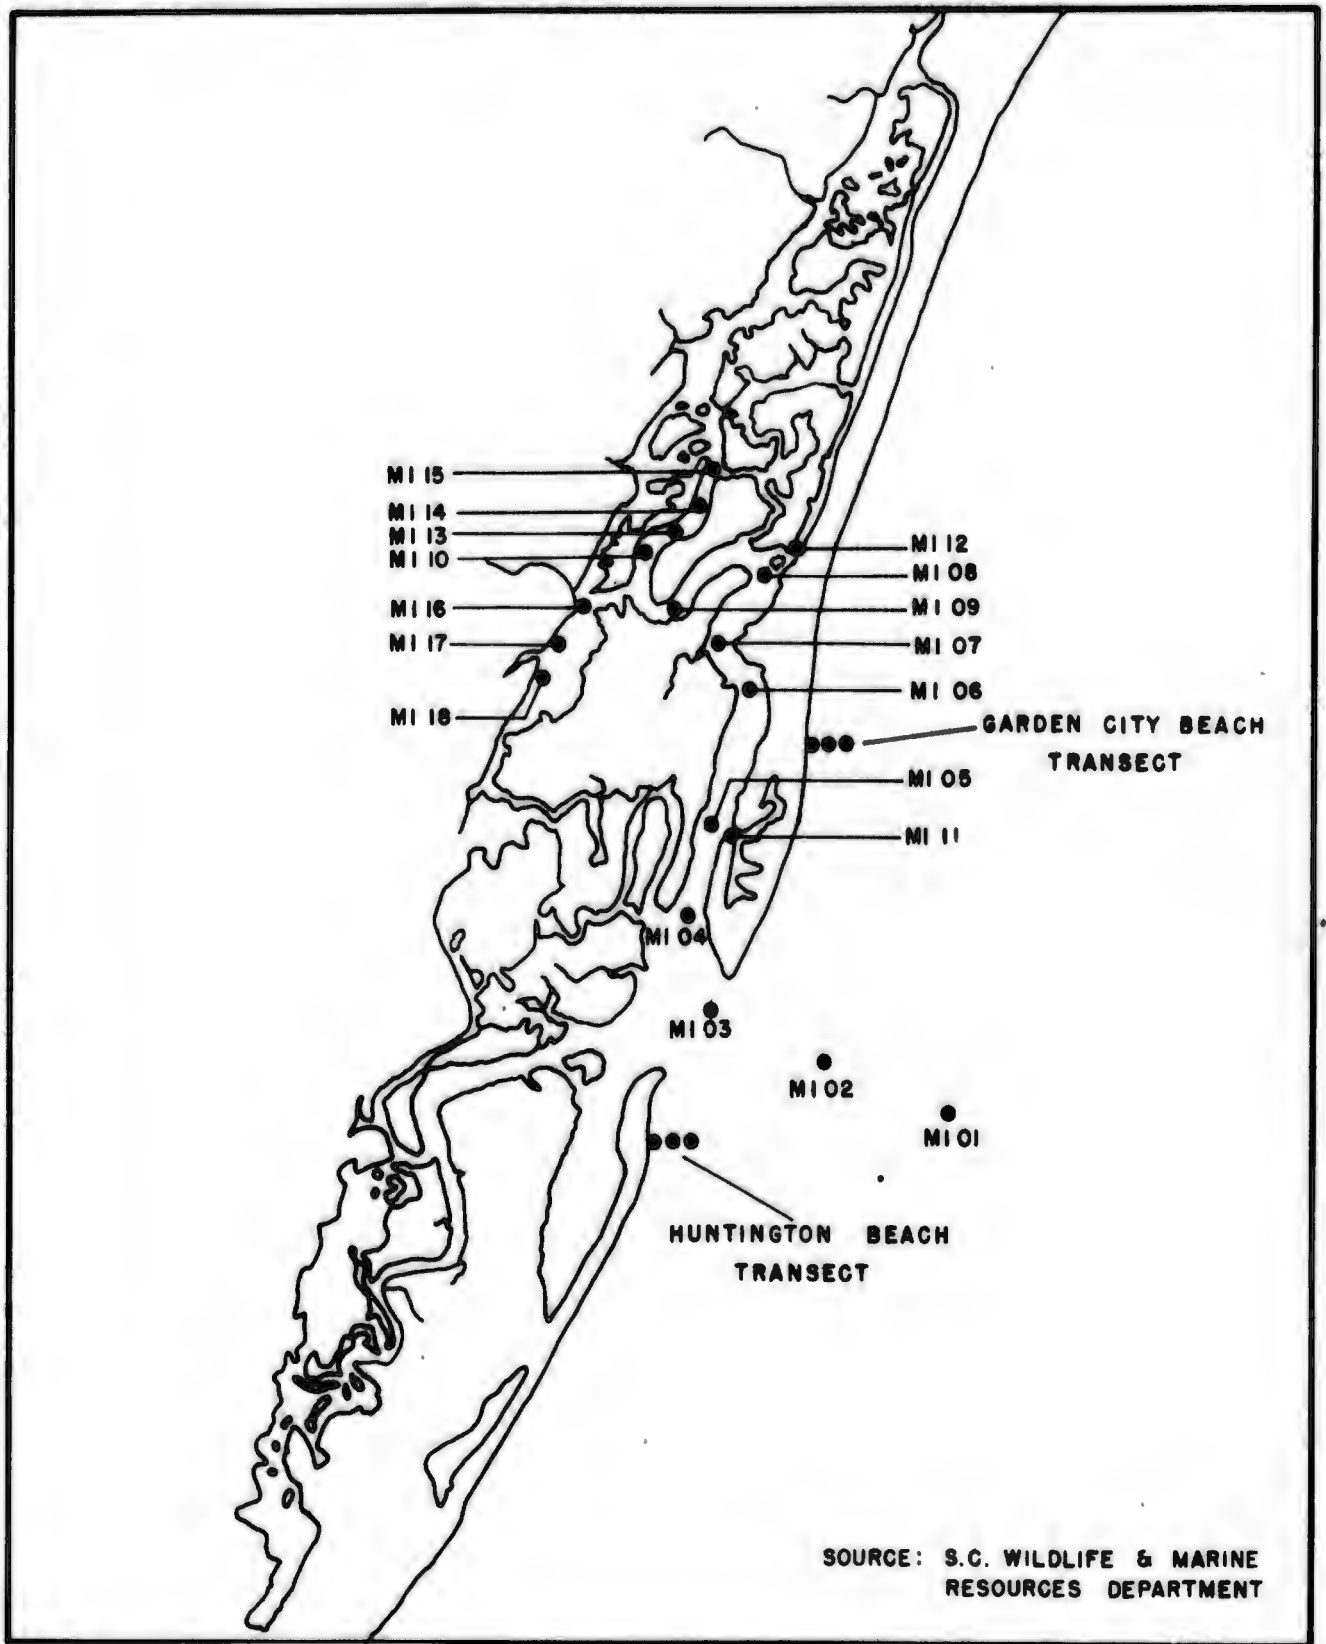 MI 15
MI 14
MI 13
MI 10
MI 16
MI 17
MI 18
MI 12
MI 08
MI 09
MI 07
MI 06
GARDEN CITY BEACH
TRANSECT
MI 05
MI 11
MI 04
MI 03
MI 02
MI 01
HUNTINGTON BEACH
TRANSECT
SOURCE: S.C. WILDLIFE & MARINE
RESOURCES DEPARTMENT